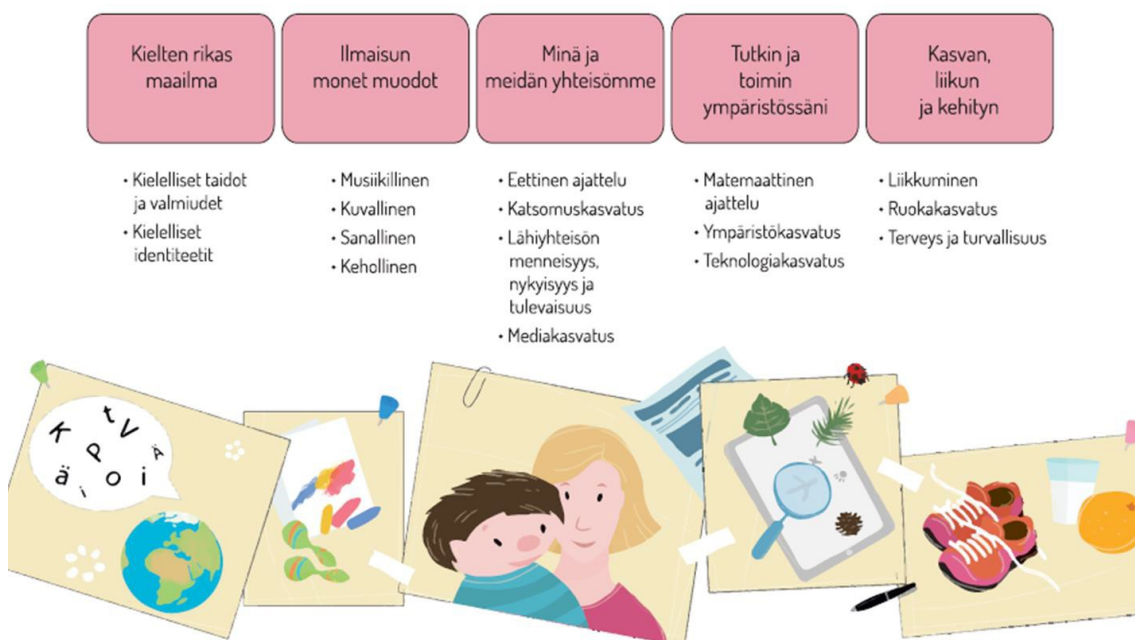 Kielten rikas
maailma
Ilmaisun
monet muodot
Minä ja
meidän yhteisömme
Tutkin ja
toimin
ympäristössäni
Kasvan,
liikun
ja kehityn
• Kielelliset taidot
ja valmiudet
• Kielelliset
identiteetit
• Musiikillinen
• Kuvallinen
• Sanallinen
• Kehollinen
• Eettinen ajattelu
• Katsomuskasvatus
• Lähiyhteisön
menneisyys,
nykyisyys ja
tulevaisuus
• Mediakasvatus
• Matemaattinen
ajattelu
• Ympäristökasvatus
• Teknologiakasvatus
• Liikkuminen
• Ruokakasvatus
• Terveys ja turvallisuus
K P t V Ä
ä i o i